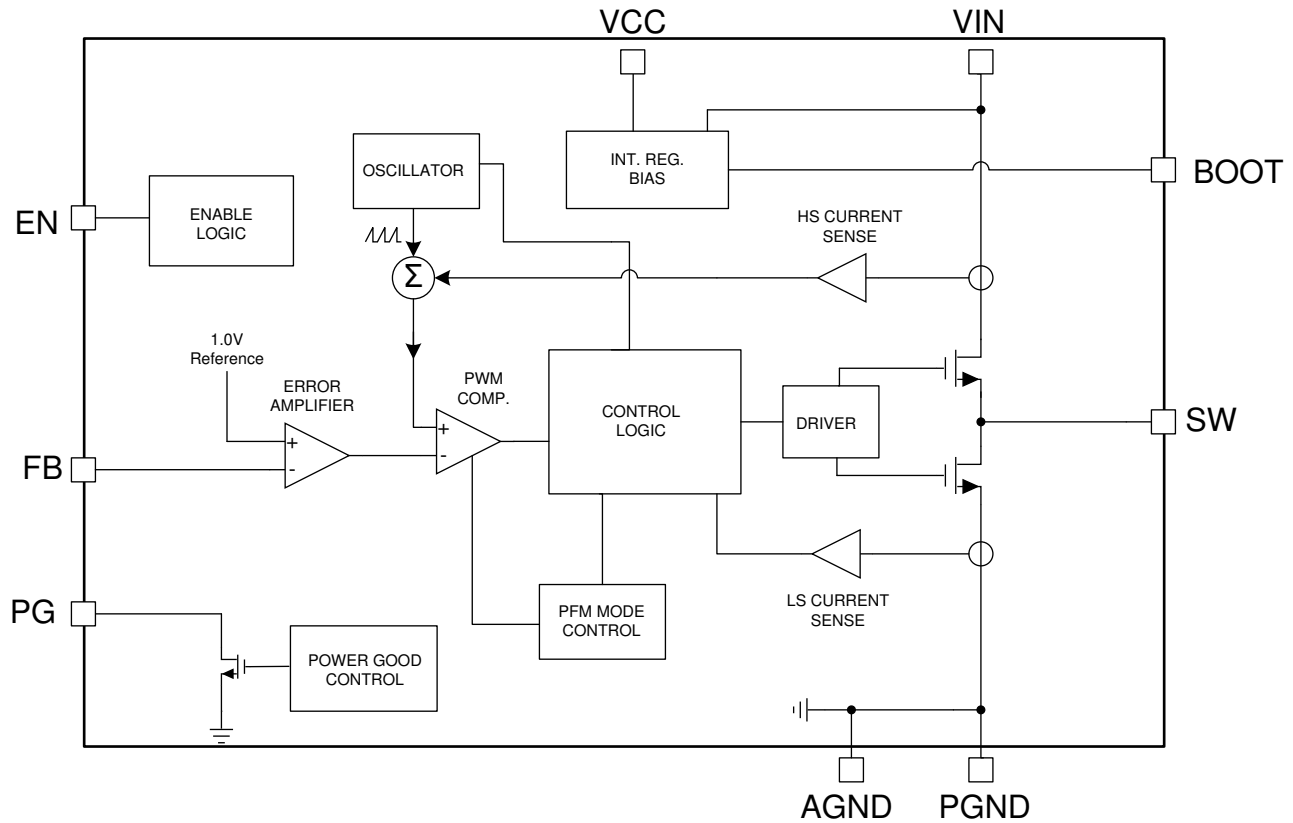 VCC
VIN
OSCILLATOR
INT. REG.
BIAS
BOOT
EN
ENABLE
LOGIC
HS CURRENT
SENSE
Σ
1.0V
Reference
ERROR
AMPLIFIER
PWM
COMP.
CONTROL
LOGIC
DRIVER
SW
+
-
+
-
FB
PG
PFM MODE
CONTROL
LS CURRENT
SENSE
POWER GOOD
CONTROL
AGND
PGND